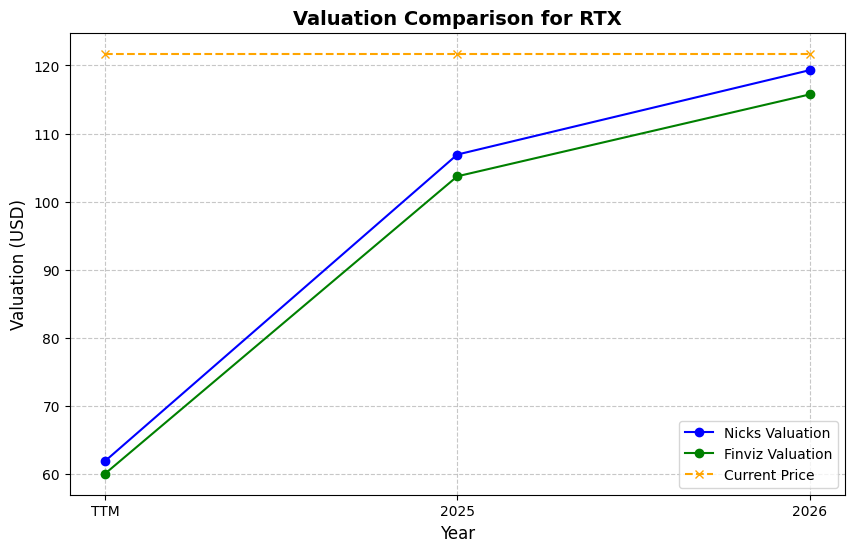 Valuation Comparison for RTX
Valuation (USD)
120
110
100
90
80
70
60
TTM
2025
2026
Year
Nicks Valuation
Finviz Valuation
Current Price